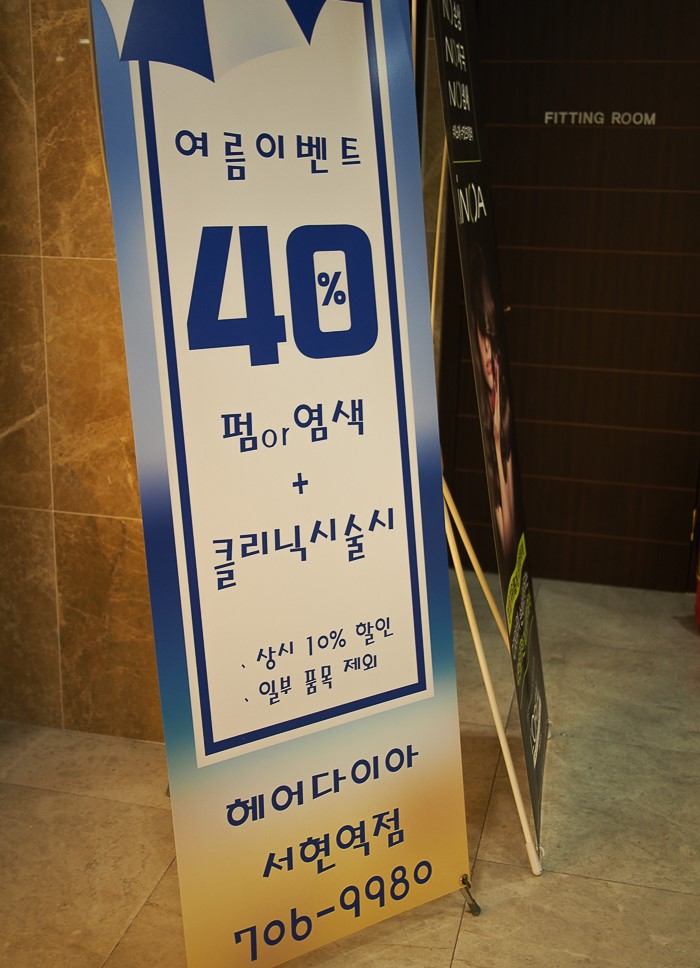 여름이벤트
40%
펌or염색
+
클리닉시술시
、상시 10% 할인
、일부 품목 제외
헤어다이아
서현역점
706-9980
FITTING ROOM
iNOA